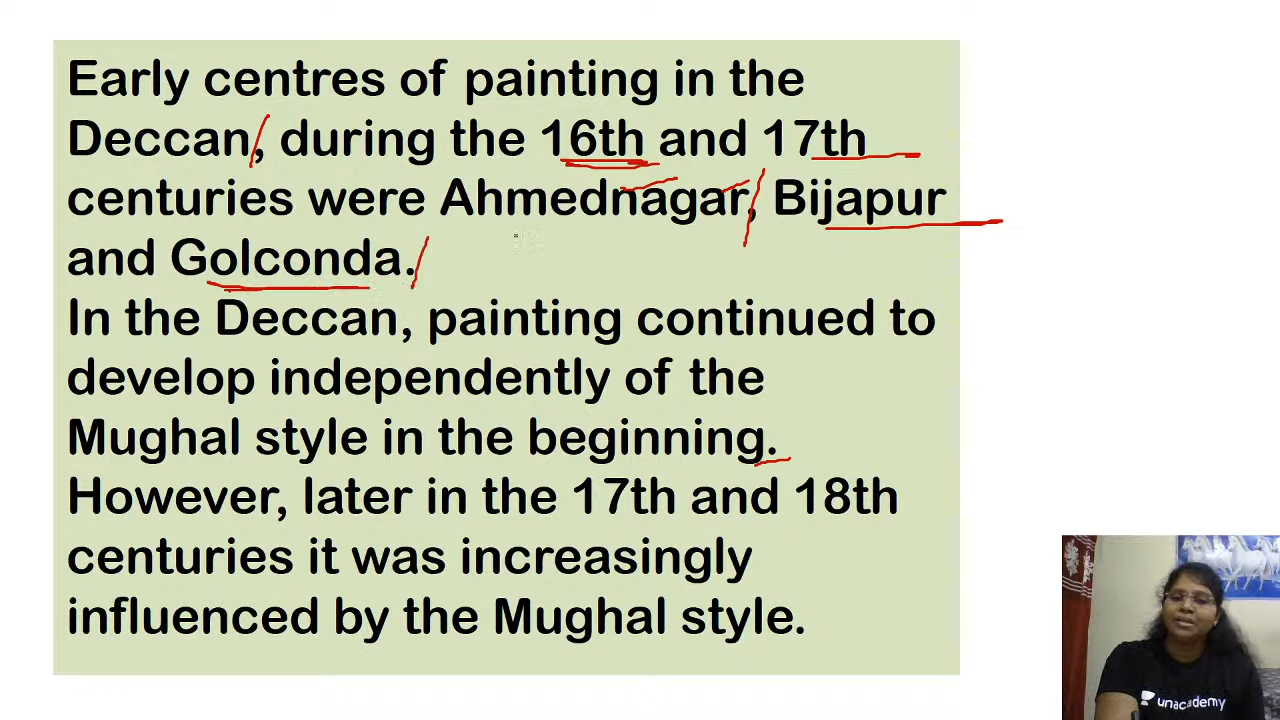 Early centres of painting in the
Deccan, during the 16th and 17th
centuries were Ahmednagar, Bijapur
and Golconda.
In the Deccan, painting continued to
develop independently of the
Mughal style in the beginning.
However, later in the 17th and 18th
centuries it was increasingly
influenced by the Mughal style.
unacademy